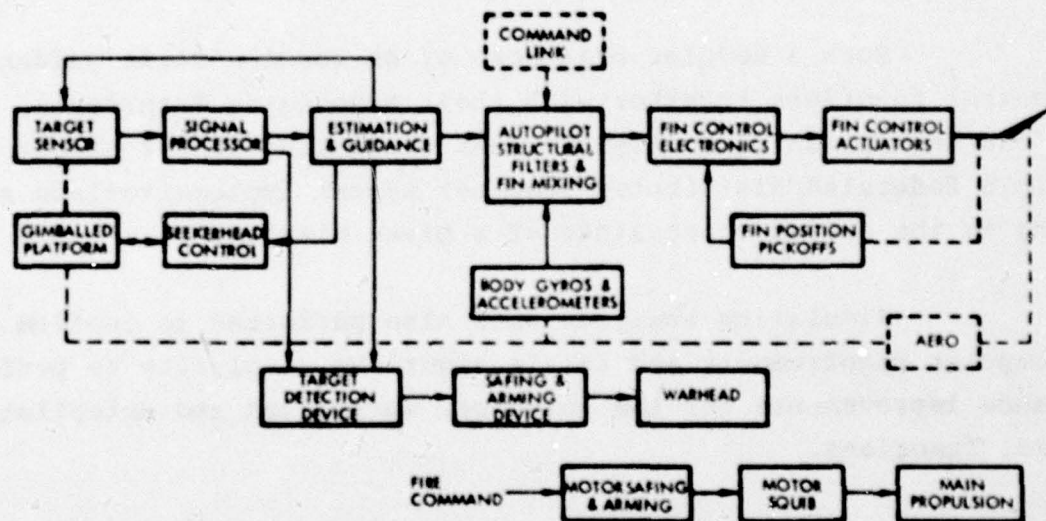 COMMAND
LINK
TARGET
SENSOR
SIGNAL
PROCESSOR
ESTIMATION
& GUIDANCE
AUTOPILOT
STRUCTURAL
FILTERS &
FIN MIXING
FIN CONTROL
ELECTRONICS
FIN CONTROL
ACTUATORS
GIMBALLED
PLATFORM
SEEKERHEAD
CONTROL
FIN POSITION
PICKOFFS
BODY GYROS &
ACCELEROMETERS
AERO
TARGET
DETECTION
DEVICE
SAFING &
ARMING
DEVICE
WARHEAD
FIRE
COMMAND
MOTOR SAFING
& ARMING
MOTOR
SQUIB
MAIN
PROPULSION